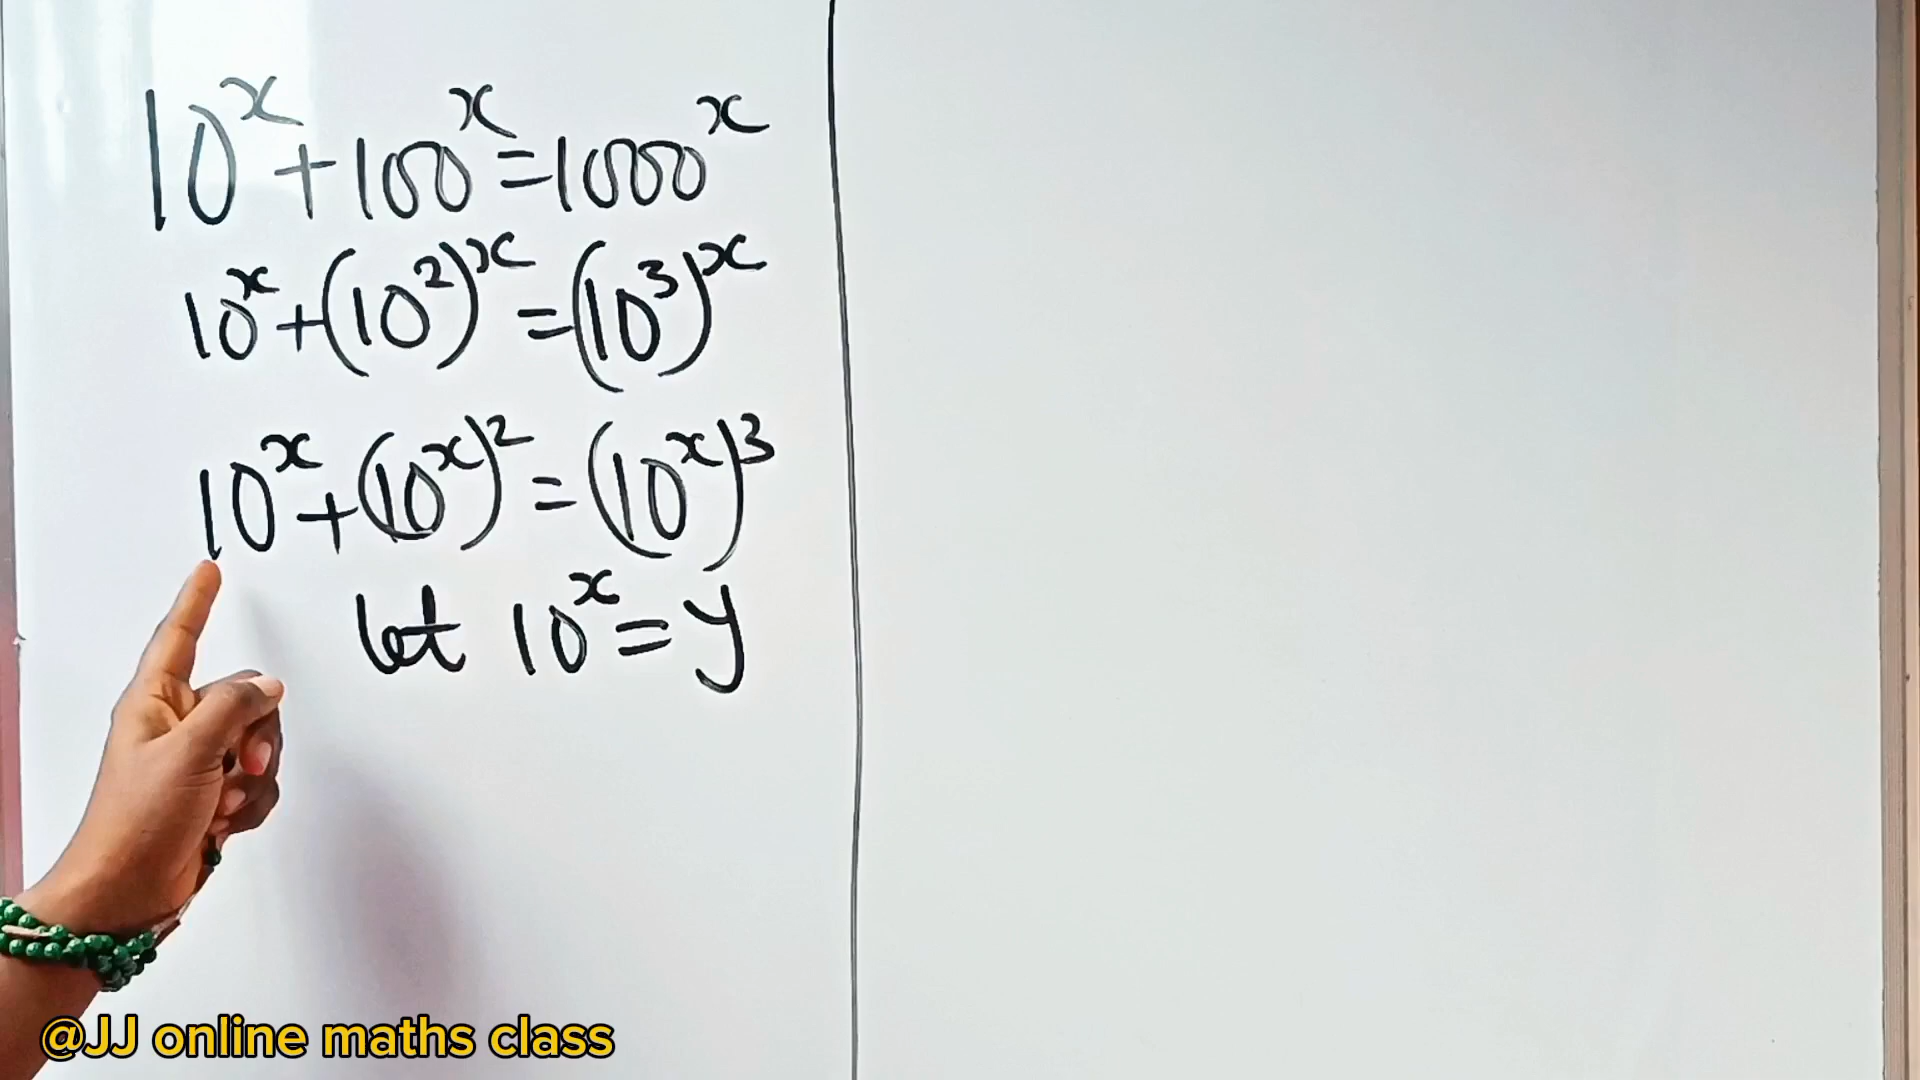 10^x + 100^x = 1000^x
10^x + (10^2)^x = (10^3)^x
10^x + (10^x)^2 = (10^x)^3
let 10^x = y
@JJ online maths class